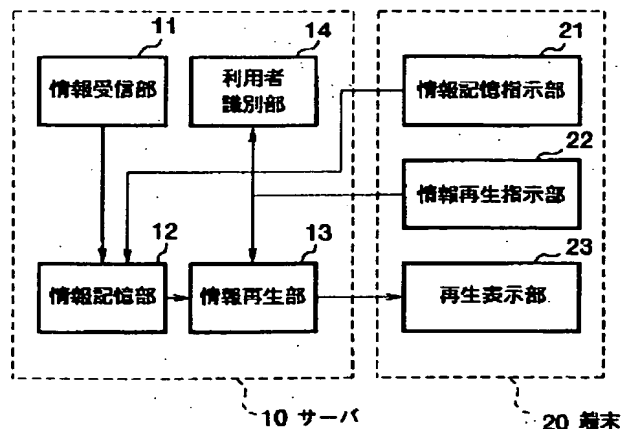 11
情報受信部
14
利用者
識別部
21
情報記憶指示部
22
情報再生指示部
12
情報記憶部
13
情報再生部
23
再生表示部
10 サーバ
20 端末